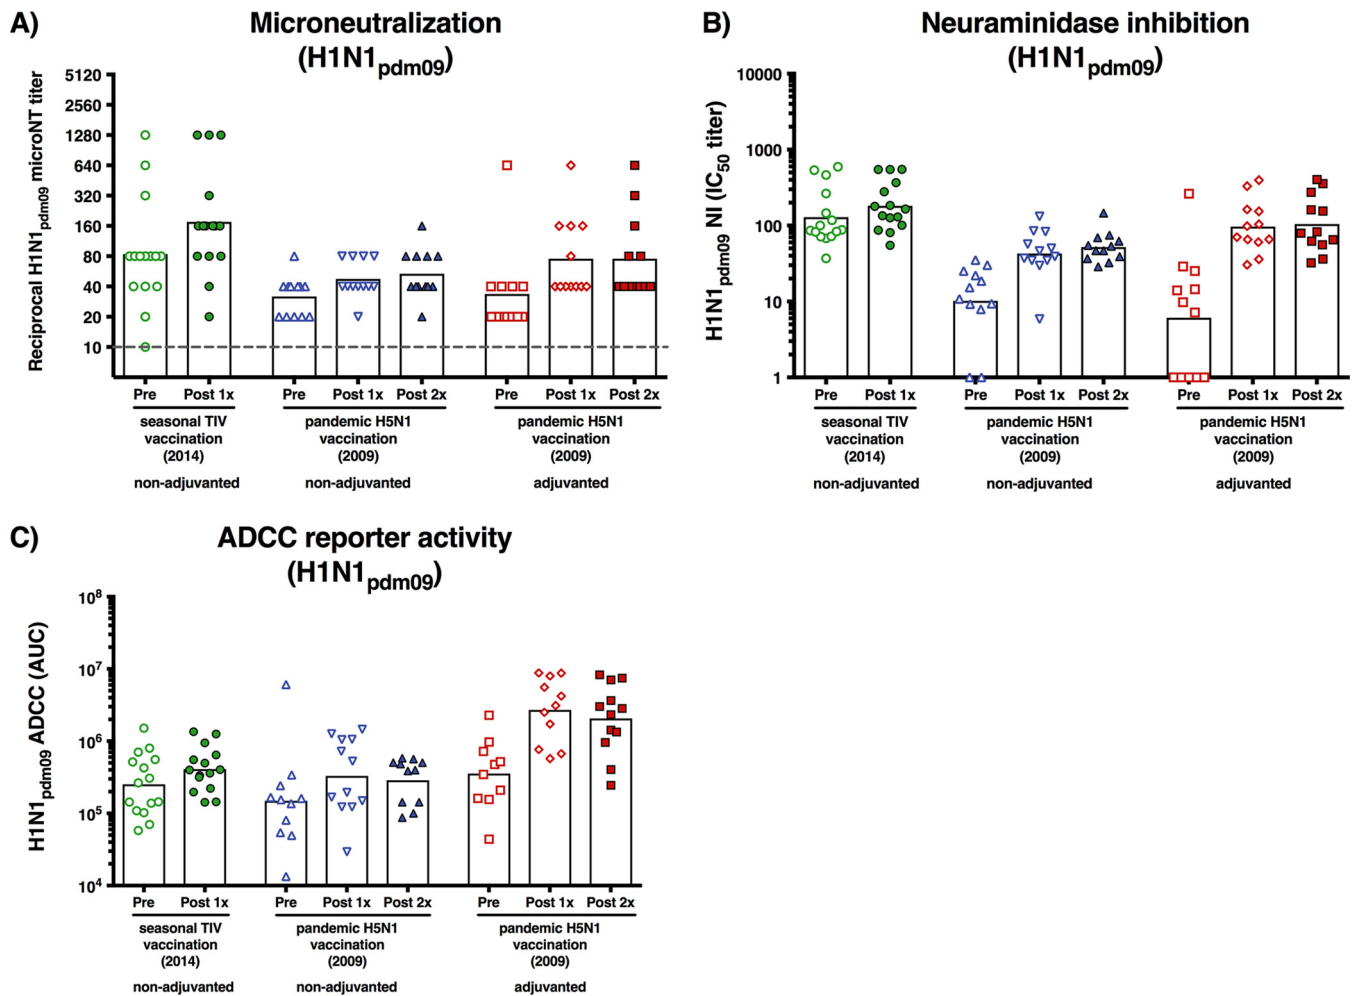 A)
Microneutralization
(H1N1pdm09)
Reciprocal H1N1pdm09 microNT titer
5120
2560
1280
640
320
160
80
40
20
10
Pre Post 1x Pre Post 1x Post 2x Pre Post 1x Post 2x
seasonal TIV
vaccination
(2014)
non-adjuvanted
pandemic H5N1
vaccination
(2009)
non-adjuvanted
pandemic H5N1
vaccination
(2009)
adjuvanted
B)
Neuraminidase inhibition
(H1N1pdm09)
H1N1pdm09 NI (IC50 titer)
10000
1000
100
10
1
Pre Post 1x Pre Post 1x Post 2x Pre Post 1x Post 2x
seasonal TIV
vaccination
(2014)
non-adjuvanted
pandemic H5N1
vaccination
(2009)
non-adjuvanted
pandemic H5N1
vaccination
(2009)
adjuvanted
C)
ADCC reporter activity
(H1N1pdm09)
H1N1pdm09 ADCC (AUC)
10^8
10^7
10^6
10^5
10^4
Pre Post 1x Pre Post 1x Post 2x Pre Post 1x Post 2x
seasonal TIV
vaccination
(2014)
non-adjuvanted
pandemic H5N1
vaccination
(2009)
non-adjuvanted
pandemic H5N1
vaccination
(2009)
adjuvanted